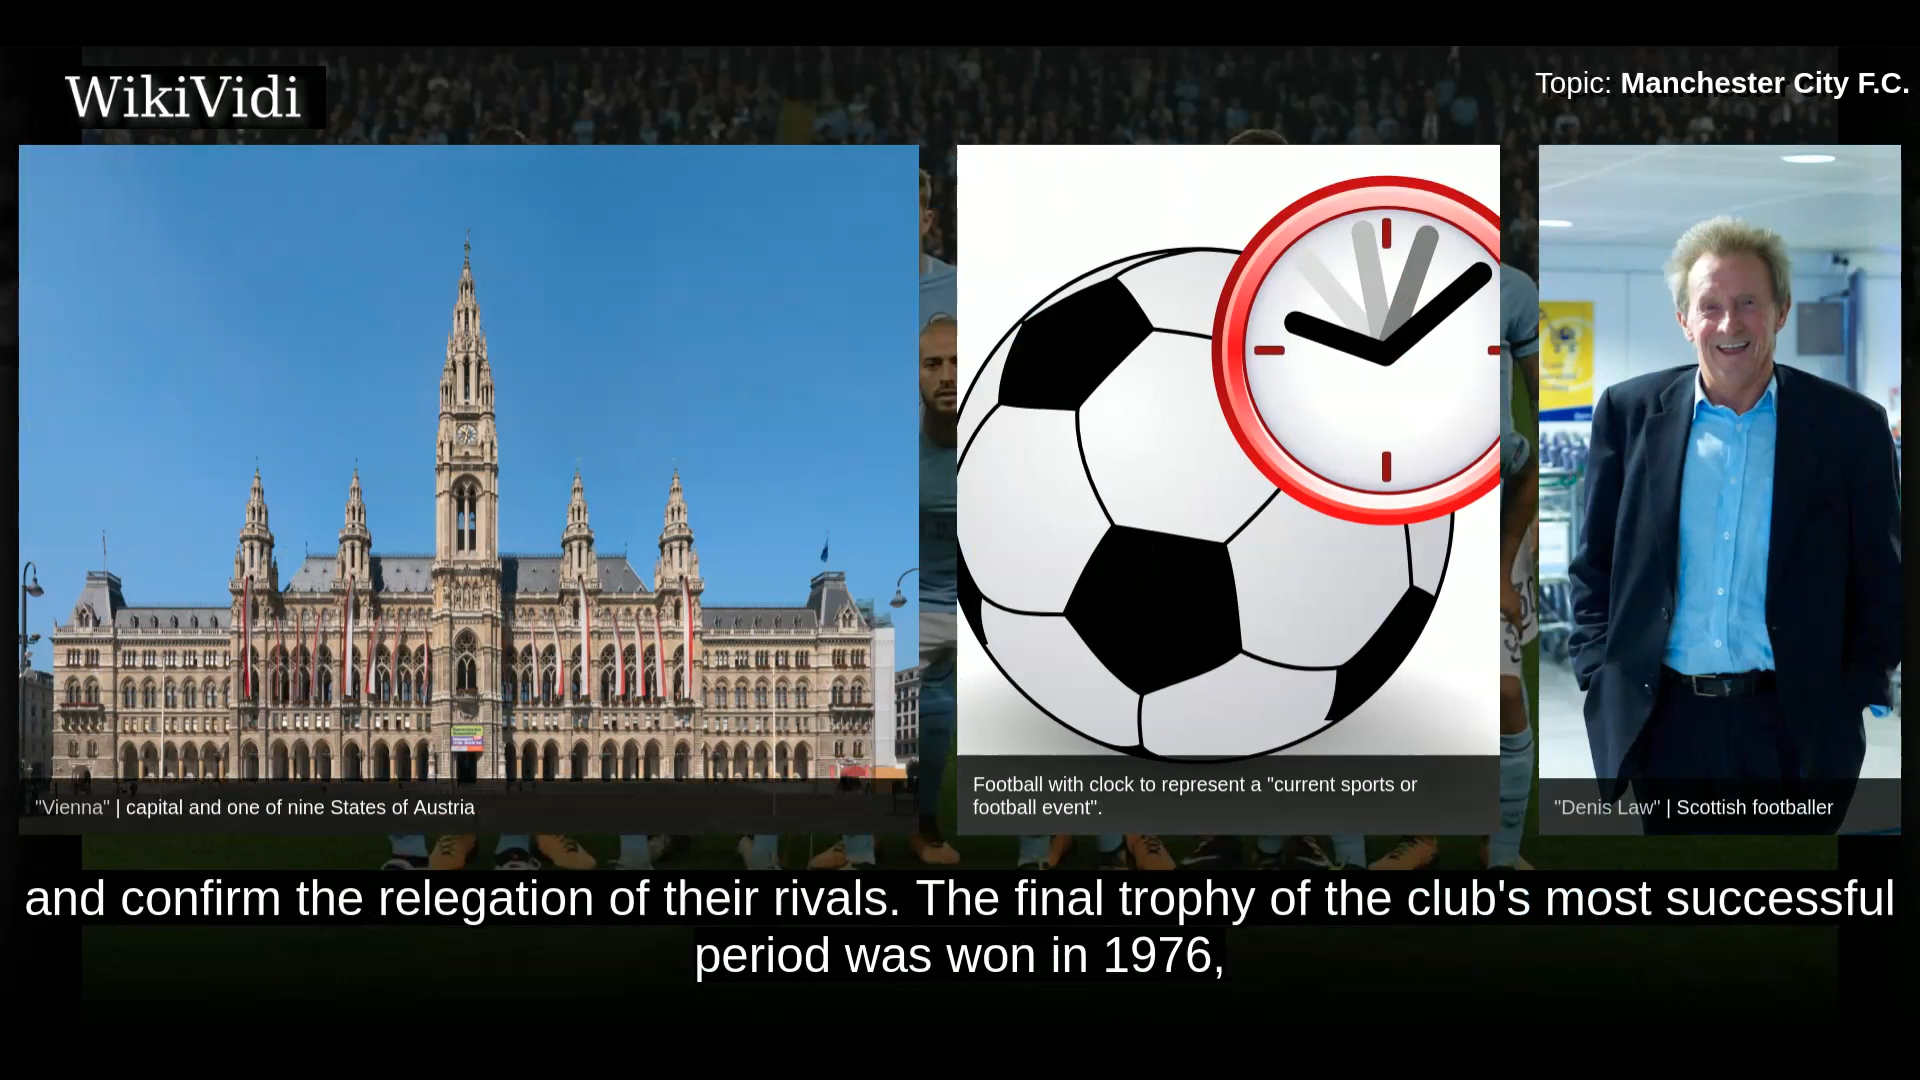 WikiVidi
Topic: Manchester City F.C.
"Vienna" | capital and one of nine States of Austria
Football with clock to represent a "current sports or
football event".
"Denis Law" | Scottish footballer
and confirm the relegation of their rivals. The final trophy of the club's most successful
period was won in 1976,